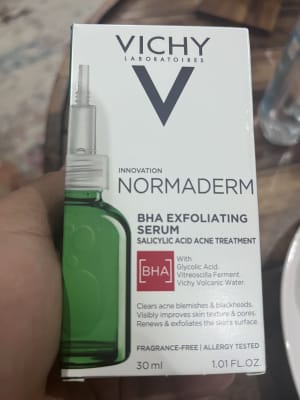 VICHY
LABORATOIRES
INNOVATION
NORMADERM
BHA EXFOLIATING
SERUM
SALICYLIC ACID ACNE TREATMENT
[BHA]
With
Glycolic Acid.
Vitreoscilla Ferment.
Vichy Volcanic Water.
Clears acne blemishes & blackheads.
Visibly improves skin texture & pores.
Renews & exfoliates the skin's surface.
FRAGRANCE-FREE | ALLERGY TESTED
30 ml 1.01 FL.OZ.